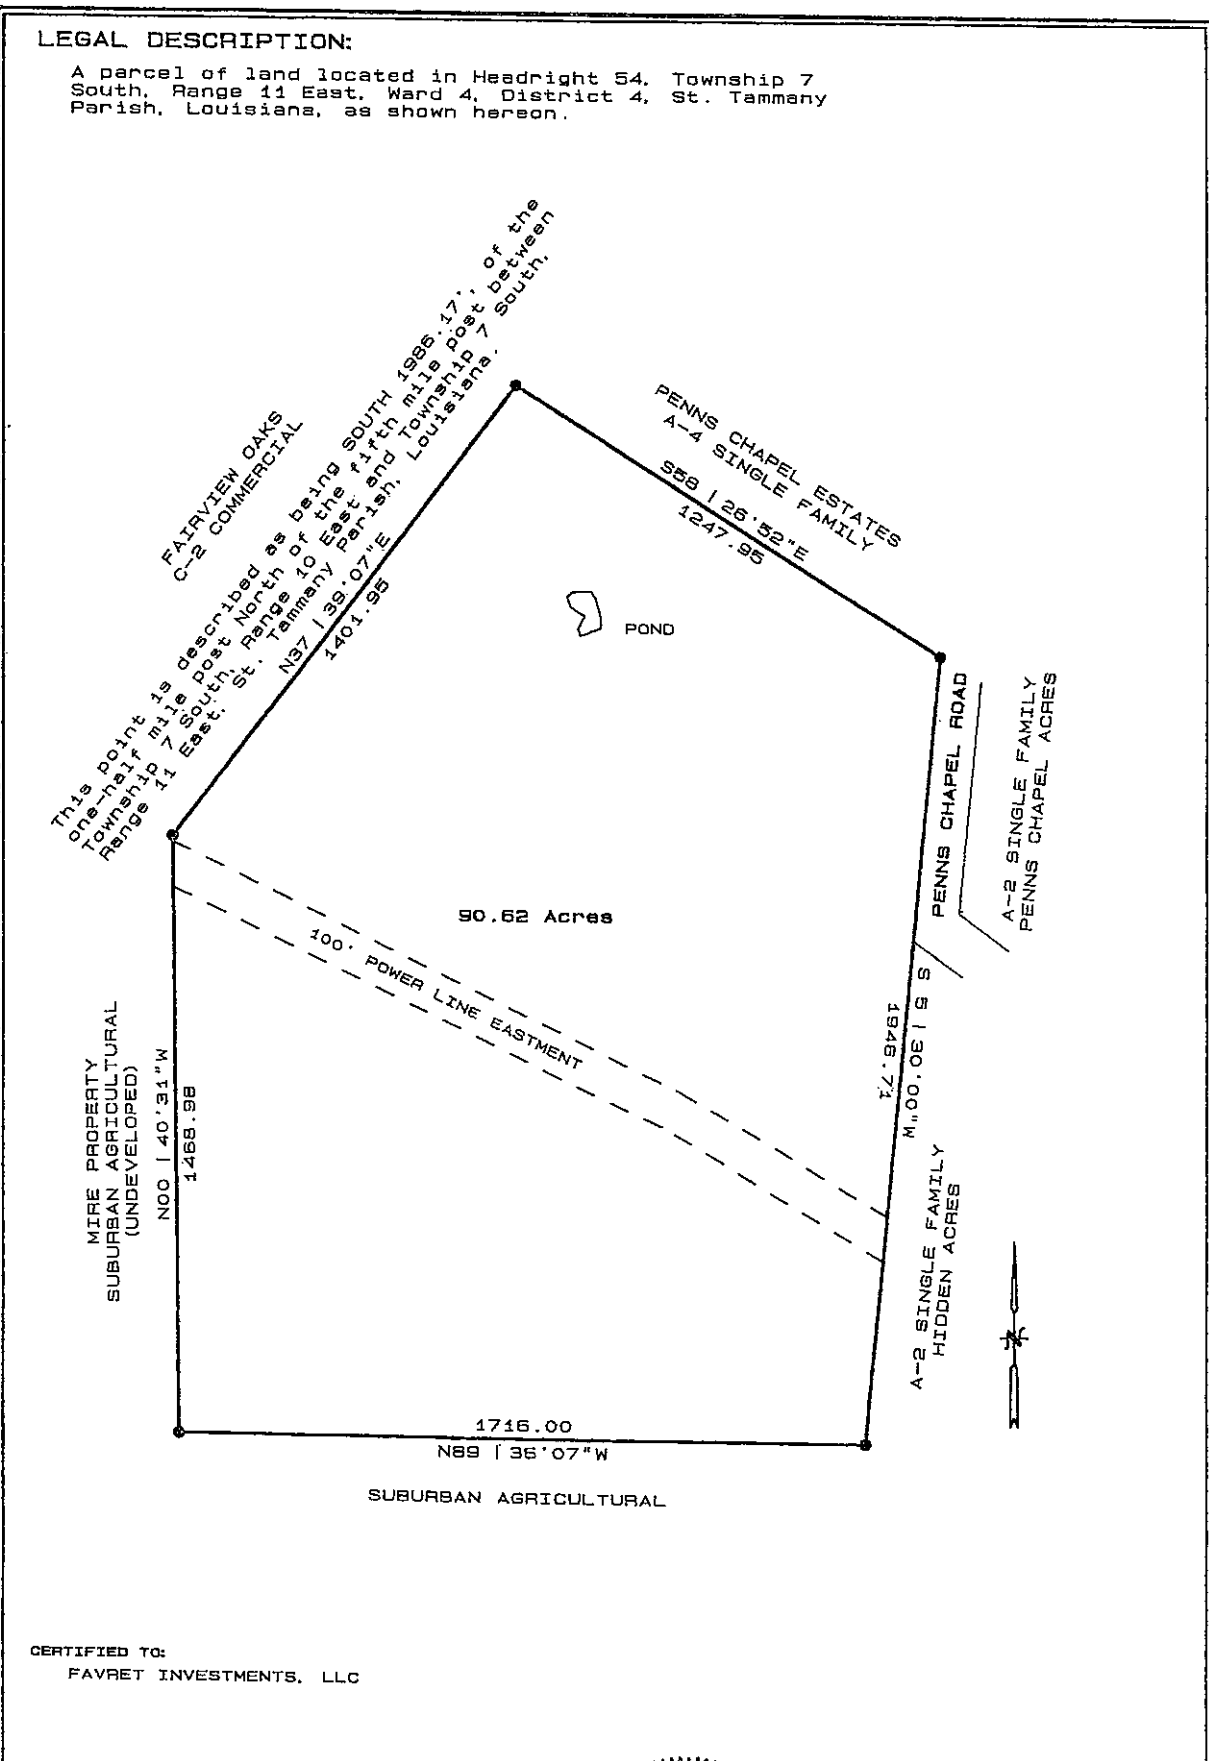 LEGAL DESCRIPTION:
A parcel of land located in Headright 54, Township 7
South, Range 11 East, Ward 4, District 4, St. Tammany
Parish, Louisiana, as shown hereon.
This point is described as being SOUTH 1986.17', of the
one-half mile post North of the fifth mile post between
Township 7 South, Range 10 East and Township 7 South,
Range 11 East, St. Tammany Parish, Louisiana.
FAIRVIEW OAKS
C-2 COMMERCIAL
N37 | 39'07"E
1401.95
PENNS CHAPEL ESTATES
A-4 SINGLE FAMILY
S58 | 26'52"E
1247.95
POND
PENNS CHAPEL ROAD
A-2 SINGLE FAMILY
PENNS CHAPEL ACRES
90.62 Acres
100' POWER LINE EASTMENT
S 5 | 30'00"W
1946.71
MIRE PROPERTY
SUBURBAN AGRICULTURAL
(UNDEVELOPED)
N00 | 40'31"W
1468.98
A-2 SINGLE FAMILY
HIDDEN ACRES
1716.00
N89 | 35'07"W
SUBURBAN AGRICULTURAL
CERTIFIED TO:
FAVRET INVESTMENTS, LLC